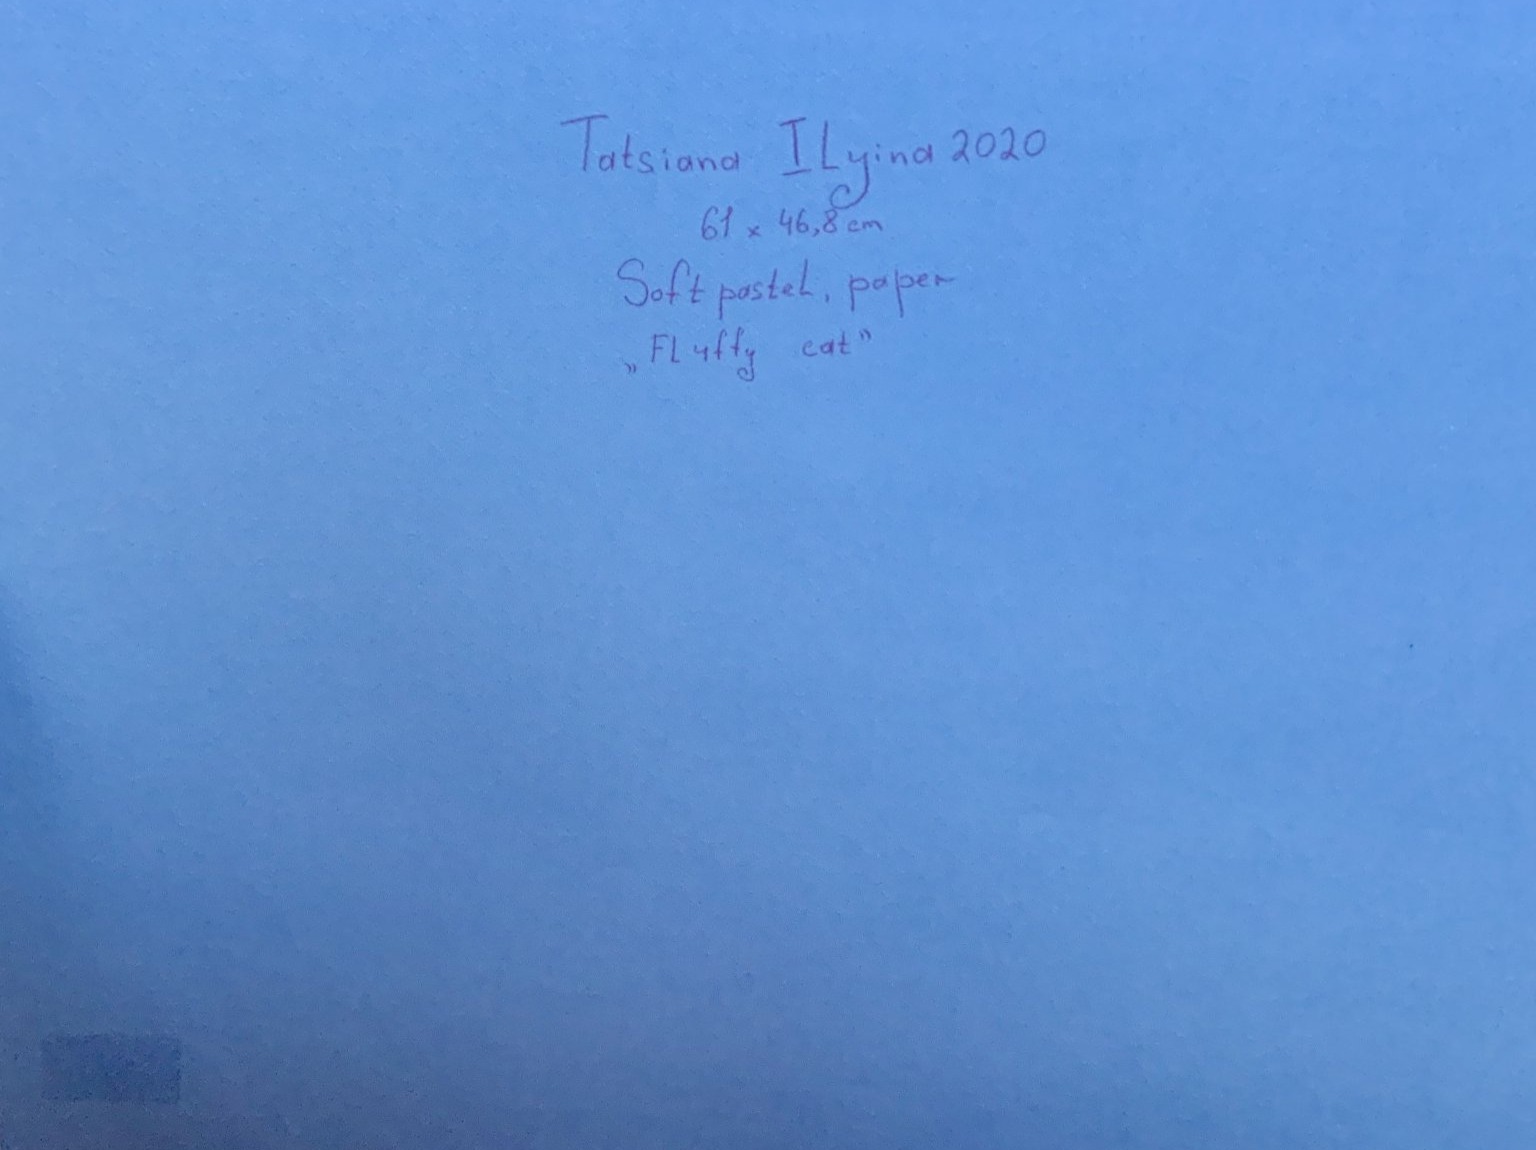 Tatsiana ILyina 2020
61 x 46,8 cm
Soft pastel, paper
„Fluffy cat”